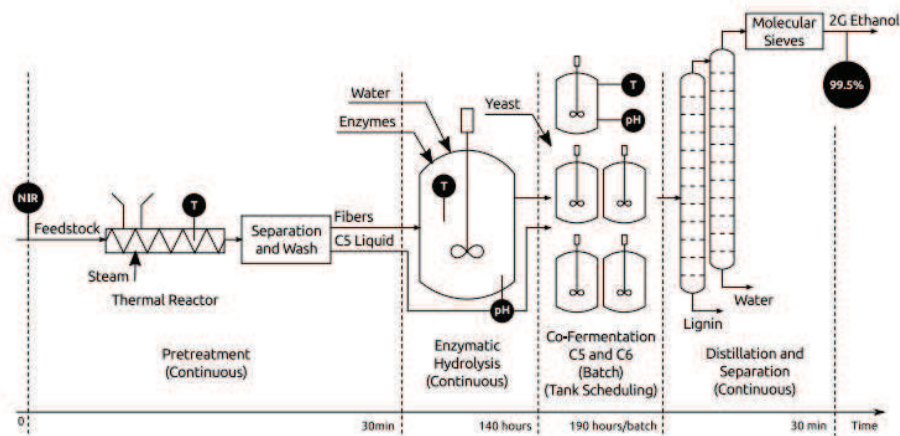 NIR
Feedstock
Steam
T
Thermal Reactor
Separation
and Wash
Fibers
C5 Liquid
Pretreatment
(Continuous)
Water
Enzymes
T
pH
Enzymatic
Hydrolysis
(Continuous)
Yeast
T
pH
Co-Fermentation
C5 and C6
(Batch)
(Tank Scheduling)
Molecular
Sieves
2G Ethanol
99.5%
Water
Lignin
Distillation and
Separation
(Continuous)
0
30min
140 hours
190 hours/batch
30 min
Time